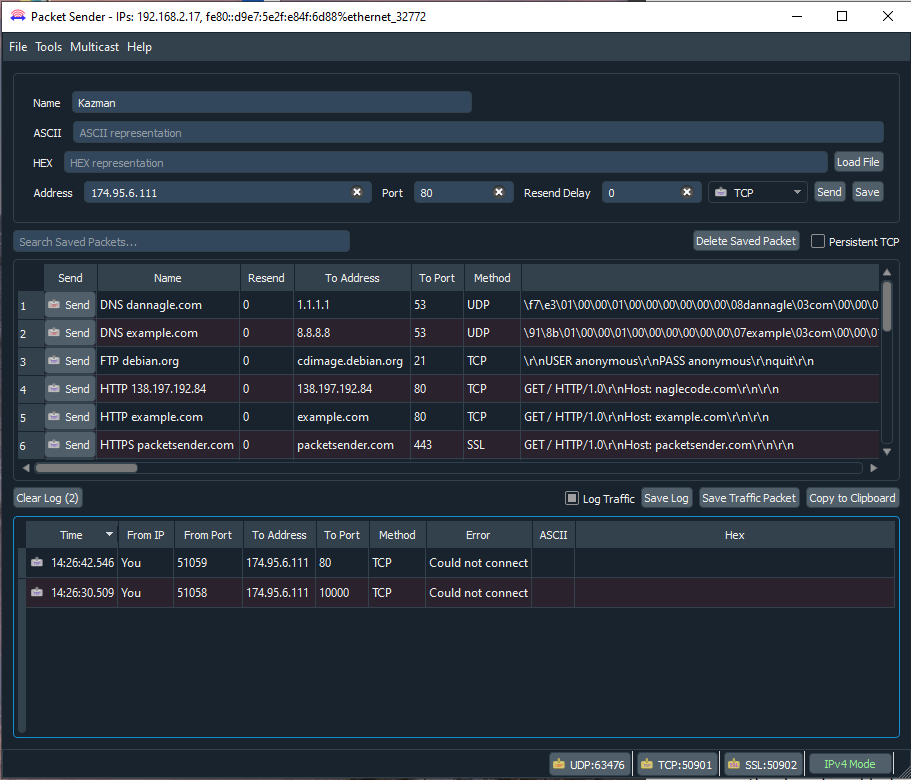 Packet Sender - IPs: 192.168.2.17, fe80::d9e7:5e2f:e84f:6d88%ethernet_32772
File Tools Multicast Help
Name Kazman
ASCII ASCII representation
HEX HEX representation Load File
Address 174.95.6.111 Port 80 Resend Delay 0 TCP Send Save
Search Saved Packets... Delete Saved Packet Persistent TCP
Send Name Resend To Address To Port Method
1 Send DNS dannagle.com 0 1.1.1.1 53 UDP \f7\e3\01\00\00\01\00\00\00\00\00\00\08dannagle\03com\00\00\0
2 Send DNS example.com 0 8.8.8.8 53 UDP \91\8b\01\00\00\01\00\00\00\00\00\00\07example\03com\00\00\0
3 Send FTP debian.org 0 cdimage.debian.org 21 TCP \r\nUSER anonymous\r\nPASS anonymous\r\nquit\r\n
4 Send HTTP 138.197.192.84 0 138.197.192.84 80 TCP GET / HTTP/1.0\r\nHost: naglecode.com\r\n\r\n
5 Send HTTP example.com 0 example.com 80 TCP GET / HTTP/1.0\r\nHost: example.com\r\n\r\n
6 Send HTTPS packetsender.com 0 packetsender.com 443 SSL GET / HTTP/1.0\r\nHost: packetsender.com\r\n\r\n
Clear Log (2) Log Traffic Save Log Save Traffic Packet Copy to Clipboard
Time From IP From Port To Address To Port Method Error ASCII Hex
14:26:42.546 You 51059 174.95.6.111 80 TCP Could not connect
14:26:30.509 You 51058 174.95.6.111 10000 TCP Could not connect
UDP:63476 TCP:50901 SSL:50902 IPv4 Mode